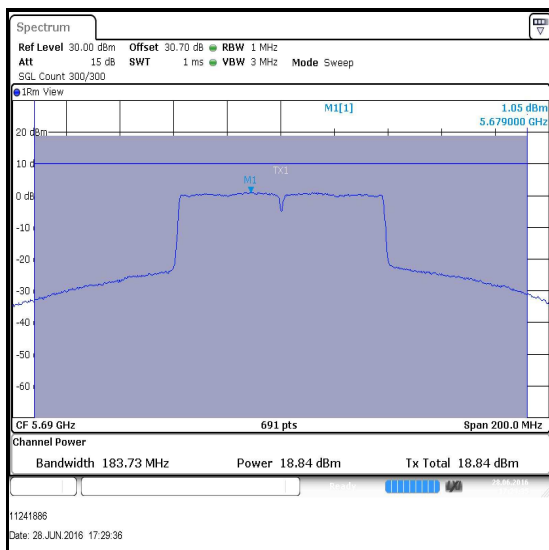 Spectrum
Ref Level 30.00 dBm Offset 30.70 dB RBW 1 MHz
Att 15 dB SWT 1 ms VBW 3 MHz Mode Sweep
SGL Count 300/300
1Rm View
M1[1] 1.05 dBm
5.679000 GHz
20 dBm
10 d
TX1
M1
0 dB
-10
-20
-30
-40
-50
-60
CF 5.69 GHz 691 pts Span 200.0 MHz
Channel Power
Bandwidth 183.73 MHz Power 18.84 dBm Tx Total 18.84 dBm
28.06.2016
11241886
Date: 28.JUN.2016 17:29:36